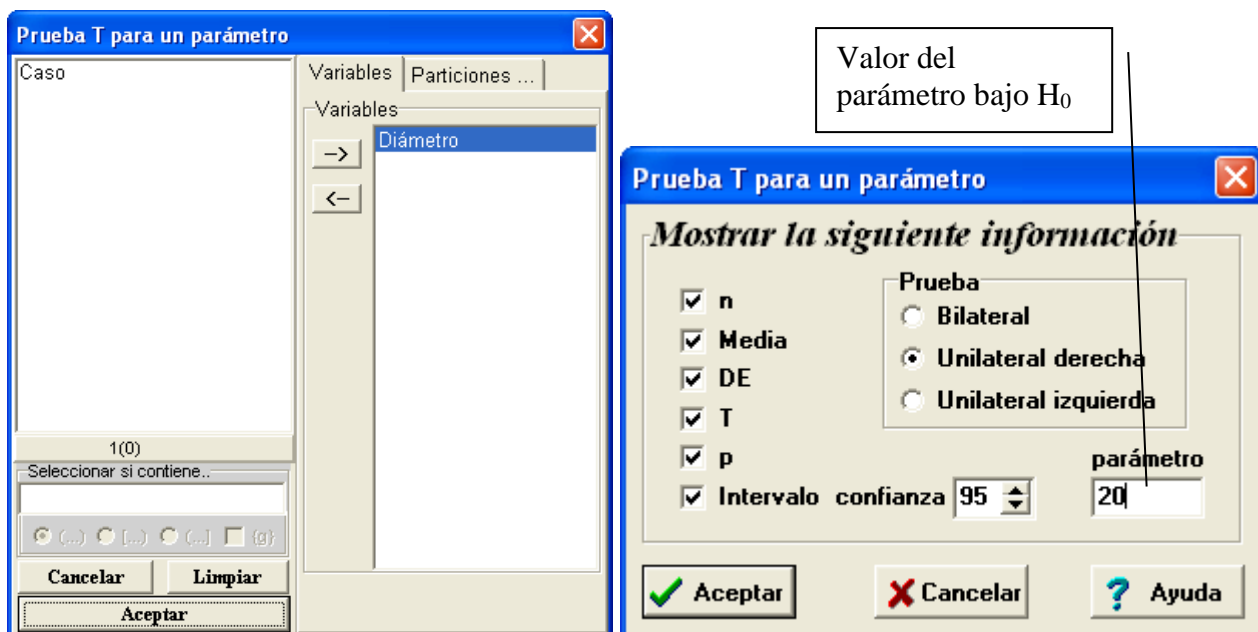 Prueba T para un parámetro
Caso
1(0)
Seleccionar si contiene..
(...) [...) (...] {g}
Cancelar Limpiar
Aceptar
Variables Particiones ...
Variables
-->
<--
Diámetro
Valor del
parámetro bajo H₀
Prueba T para un parámetro
Mostrar la siguiente información
n
Media
DE
T
p
Intervalo confianza 95
Prueba
Bilateral
Unilateral derecha
Unilateral izquierda
parámetro
20
Aceptar Cancelar ? Ayuda